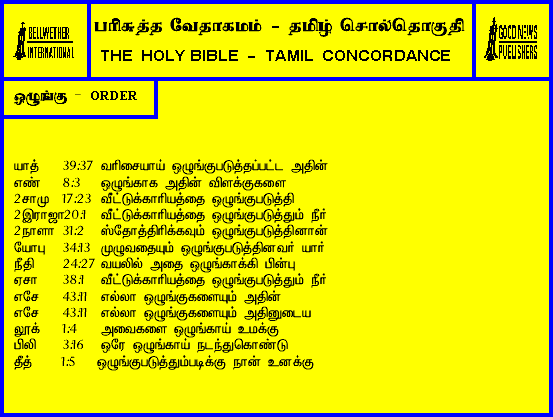 BELLWETHER
INTERNATIONAL
பரிசுத்த வேதாகமம் - தமிழ் சொல்தொகுதி
THE HOLY BIBLE - TAMIL CONCORDANCE
GOOD NEWS
PUBLISHERS
ஒழுங்கு - ORDER
யாத் 39:37 வரிசையாய் ஒழுங்குபடுத்தப்பட்ட அதின்
எண் 8:3 ஒழுங்காக அதின் விளக்குகளை
2சாமு 17:23 வீட்டுக்காரியத்தை ஒழுங்குபடுத்தி
2இராஜா20:1 வீட்டுக்காரியத்தை ஒழுங்குபடுத்தும் நீர்
2நாளா 31:2 ஸ்தோத்திரிக்கவும் ஒழுங்குபடுத்தினான்
யோபு 34:13 முழுவதையும் ஒழுங்குபடுத்தினவர் யார்
நீதி 24:27 வயலில் அதை ஒழுங்காக்கி பின்பு
ஏசா 38:1 வீட்டுக்காரியத்தை ஒழுங்குபடுத்தும் நீர்
எசே 43:11 எல்லா ஒழுங்குகளையும் அதின்
எசே 43:11 எல்லா ஒழுங்குகளையும் அதினுடைய
லூக் 1:4 அவைகளை ஒழுங்காய் உமக்கு
பிலி 3:16 ஒரே ஒழுங்காய் நடந்துகொண்டு
தீத் 1:5 ஒழுங்குபடுத்தும்படிக்கு நான் உனக்கு